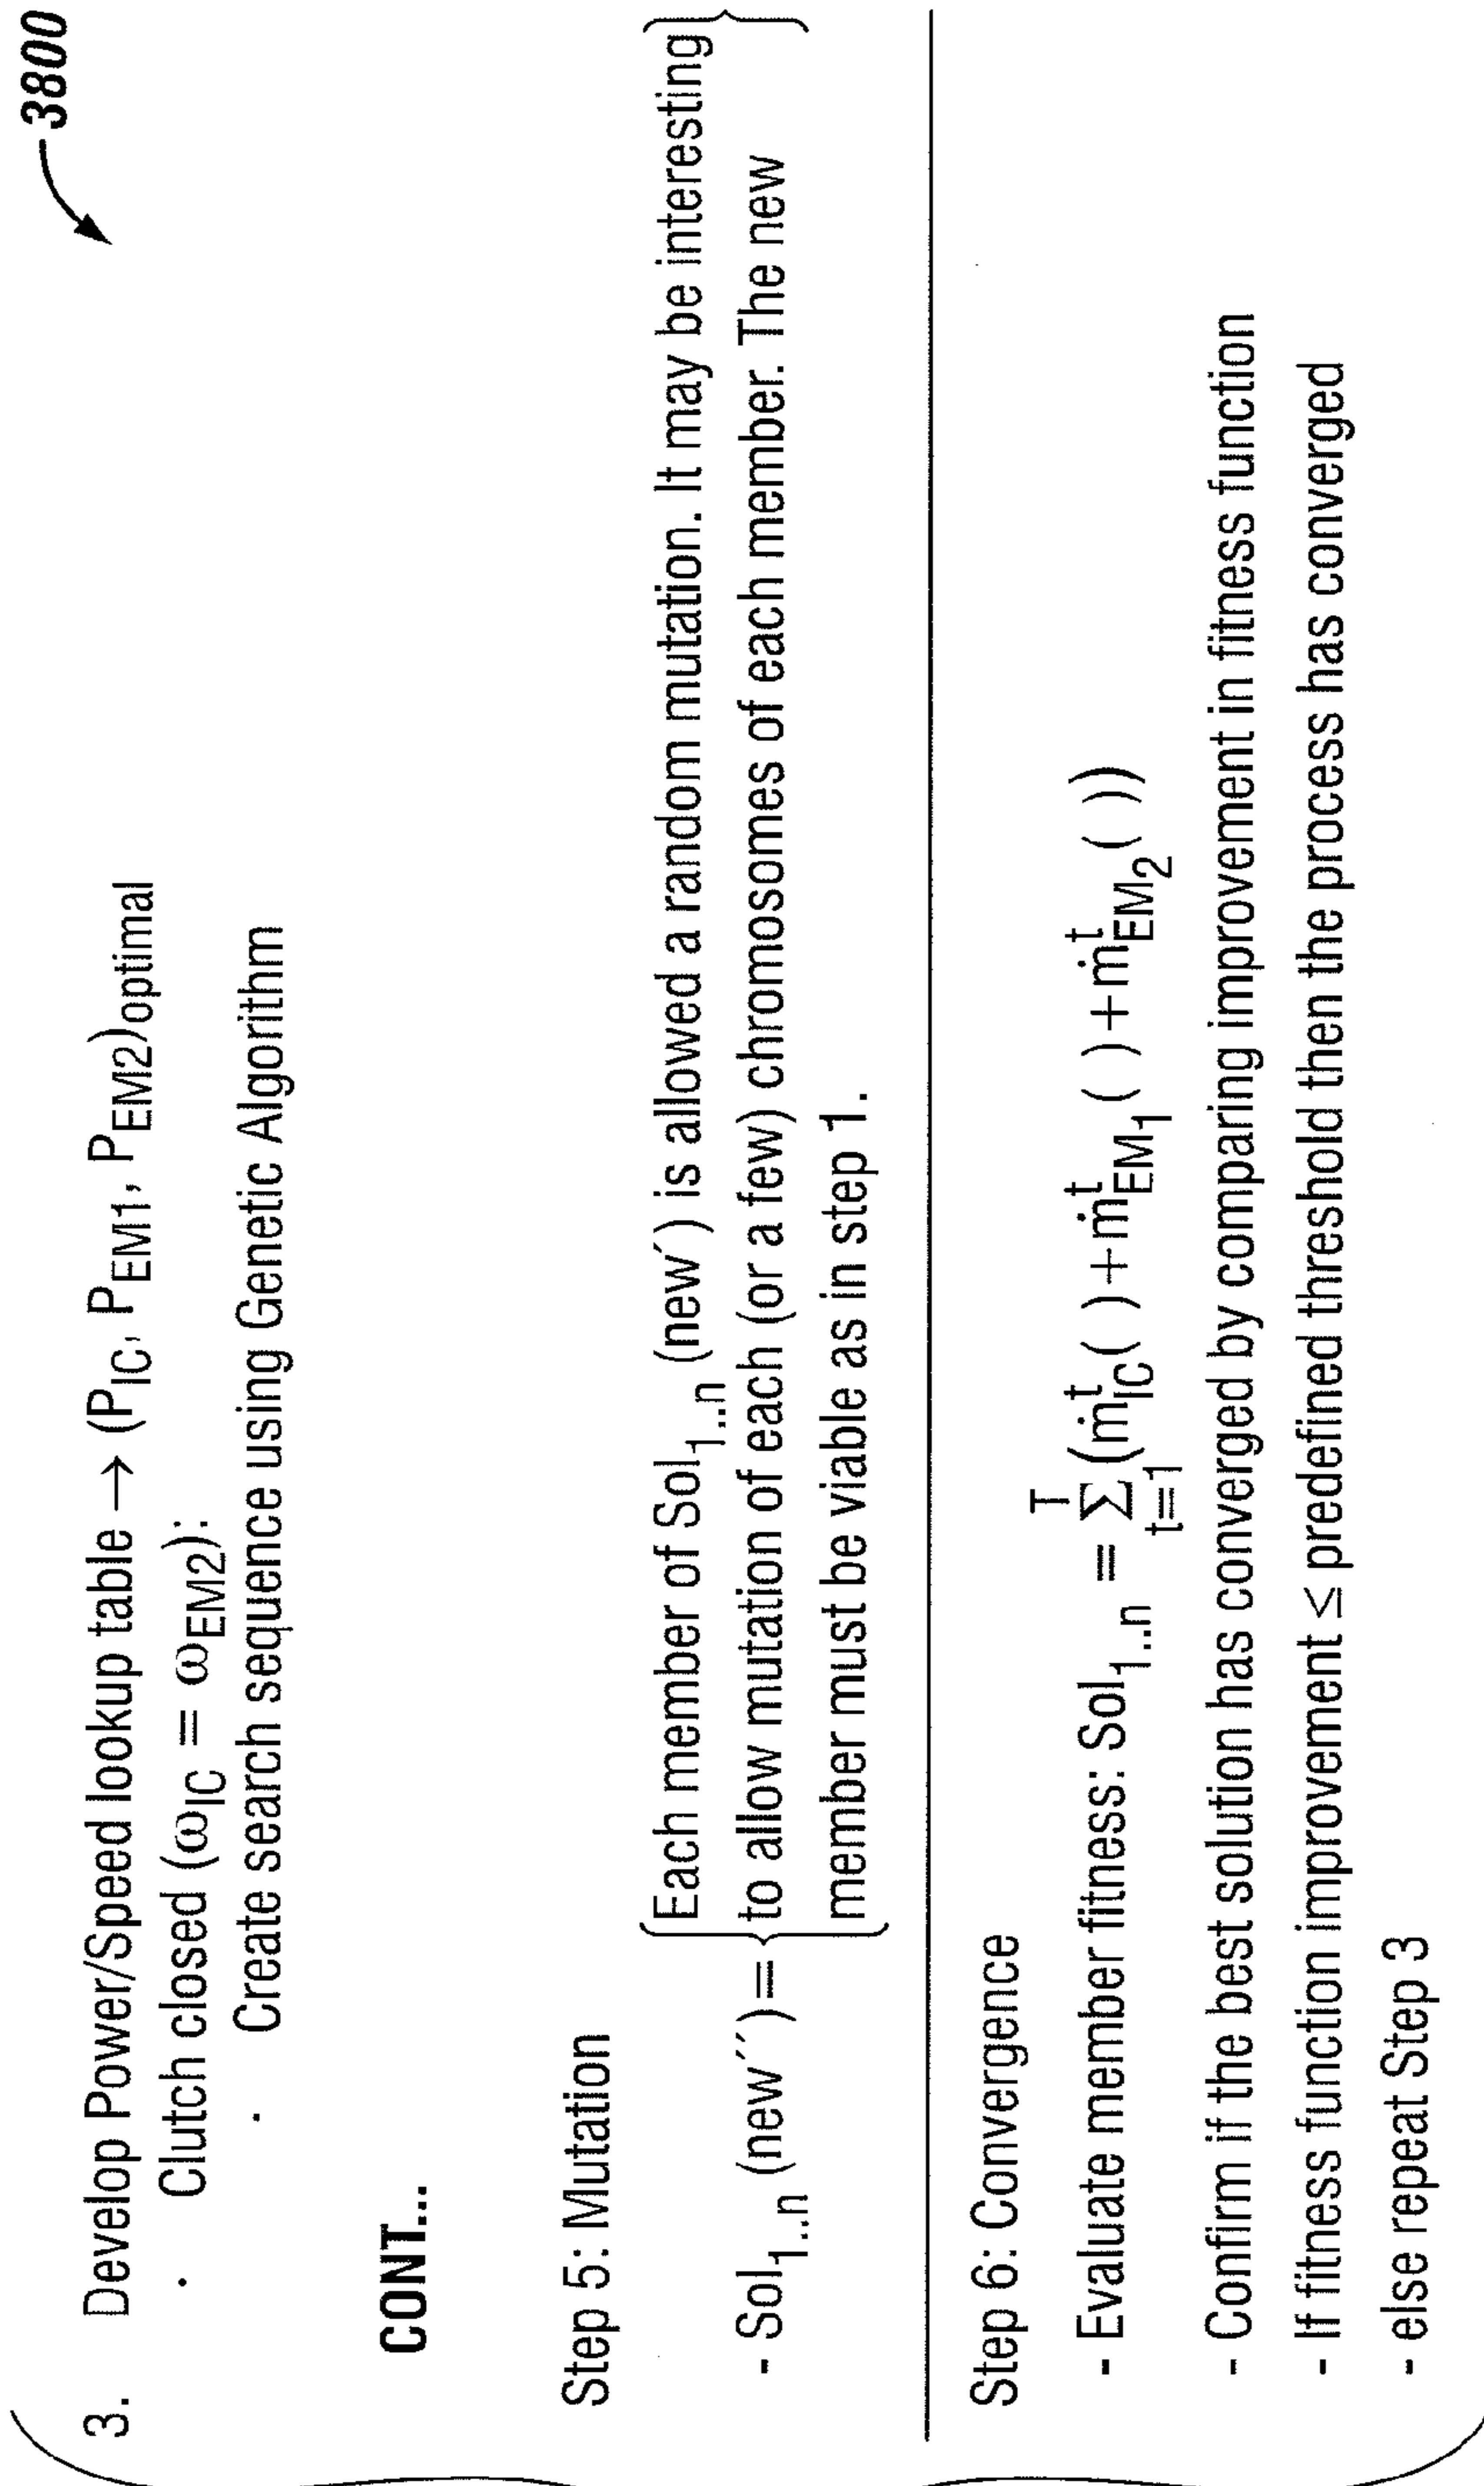 3800
3. Develop Power/Speed lookup table → (P_IC, P_EM1, P_EM2)optimal
· Clutch closed (ω_IC = ω_EM2):
· Create search sequence using Genetic Algorithm
CONT...
Step 5: Mutation
- Sol_1..n (new´´) = {Each member of Sol_1..n (new´) is allowed a random mutation. It may be interesting}
to allow mutation of each (or a few) chromosomes of each member. The new
member must be viable as in step 1.
Step 6: Convergence
- Evaluate member fitness: Sol_1..n = Σ_{t=1}^{T} (ṁ^t_IC( ) + ṁ^t_EM_1( ) + ṁ^t_EM_2( ))
- Confirm if the best solution has converged by comparing improvement in fitness function
- If fitness function improvement ≤ predefined threshold then the process has converged
- else repeat Step 3